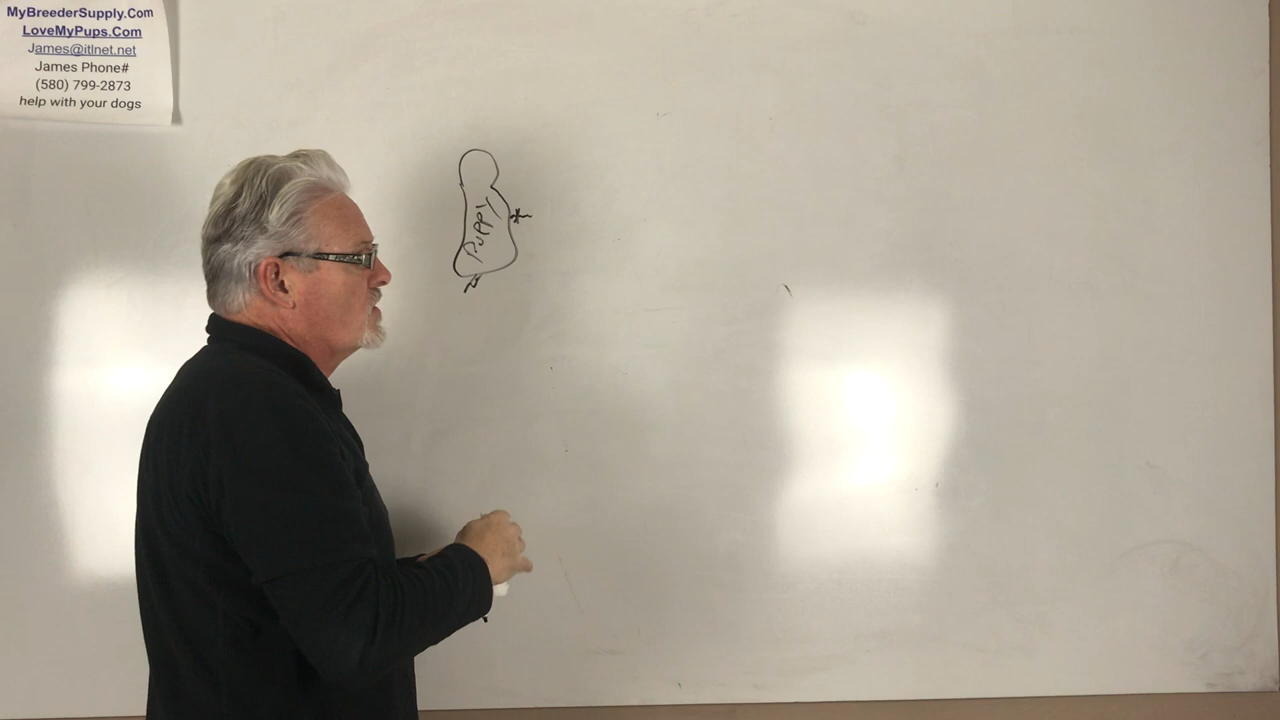 MyBreederSupply.Com
LoveMyPups.Com
James@itlnet.net
James Phone#
(580) 799-2873
help with your dogs
Puppy